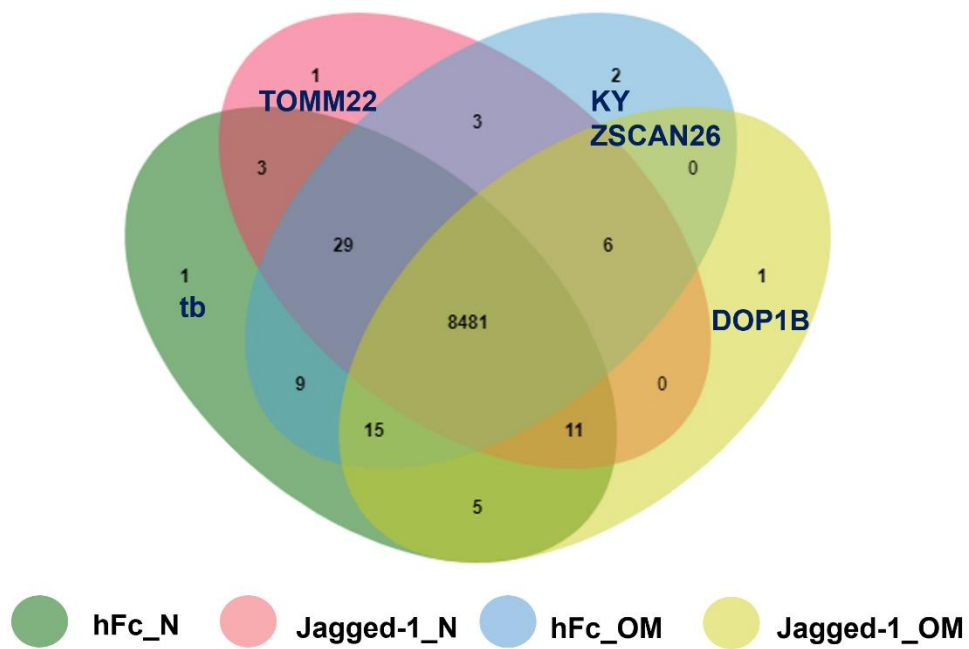 1
TOMM22
2
KY
ZSCAN26
3
3
0
29
6
1
tb
1
DOP1B
8481
9
0
15
11
5
hFc_N
Jagged-1_N
hFc_OM
Jagged-1_OM